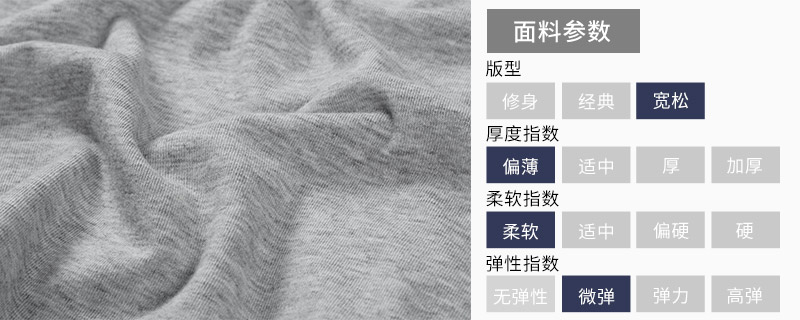 面料参数
版型
修身 经典 宽松
厚度指数
偏薄 适中 厚 加厚
柔软指数
柔软 适中 偏硬 硬
弹性指数
无弹性 微弹 弹力 高弹